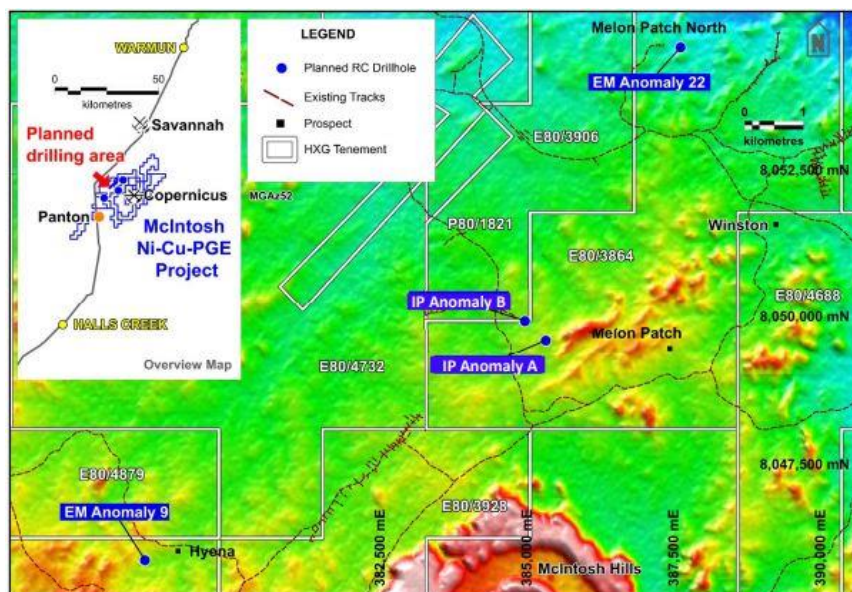 WARMUN
0 50
kilometres
Savannah
Planned
drilling area
Copernicus
Panton
McIntosh
Ni-Cu-PGE
Project
HALLS CREEK
Overview Map
LEGEND
Planned RC Drillhole
Existing Tracks
Prospect
HXG Tenement
MGAz52
Melon Patch North
N
EM Anomaly 22
0 1
kilometres
E80/3906
8,052,500 mN
P80/1821
Winston
E80/3864
E80/4688
IP Anomaly B
8,050,000 mN
Melon Patch
IP Anomaly A
E80/4732
8,047,500 mN
E80/4879
E80/3928
EM Anomaly 9
Hyena
382,500 mE
385,000 mE
387,500 mE
390,000 mE
McIntosh Hills